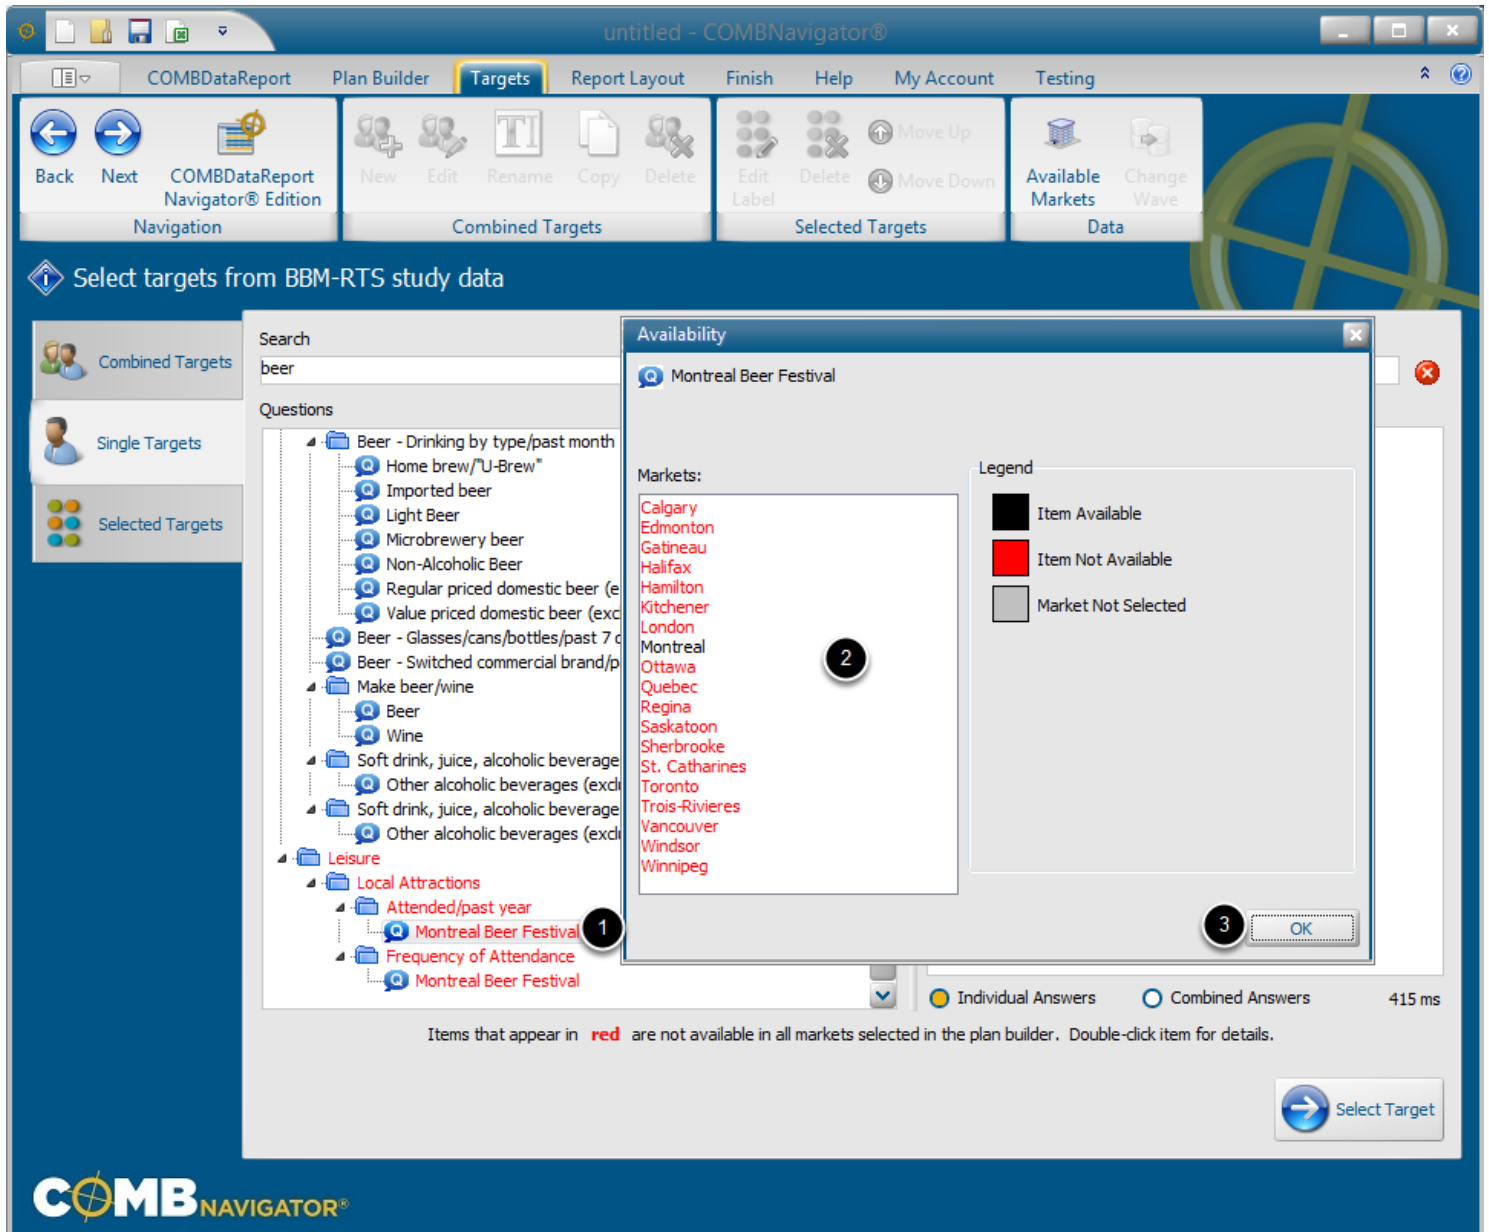 untitled - COMBNavigator®
COMBDataReport
Plan Builder
Targets
Report Layout
Finish
Help
My Account
Testing
Back
Next
COMBDataReport
Navigator® Edition
Navigation
New
Edit
Rename
Copy
Delete
Combined Targets
Edit
Label
Delete
Move Up
Move Down
Selected Targets
Available
Markets
Change
Wave
Data
Select targets from BBM-RTS study data
Combined Targets
Single Targets
Selected Targets
Search
beer
Questions
Beer - Drinking by type/past month
Home brew/"U-Brew"
Imported beer
Light Beer
Microbrewery beer
Non-Alcoholic Beer
Regular priced domestic beer (e
Value priced domestic beer (exc
Beer - Glasses/cans/bottles/past 7 d
Beer - Switched commercial brand/p
Make beer/wine
Beer
Wine
Soft drink, juice, alcoholic beverage
Other alcoholic beverages (exclu
Soft drink, juice, alcoholic beverage
Other alcoholic beverages (exclu
Leisure
Local Attractions
Attended/past year
Montreal Beer Festival
1
Frequency of Attendance
Montreal Beer Festival
Availability
Montreal Beer Festival
Markets:
Calgary
Edmonton
Gatineau
Halifax
Hamilton
Kitchener
London
Montreal
Ottawa
Quebec
Regina
Saskatoon
Sherbrooke
St. Catharines
Toronto
Trois-Rivieres
Vancouver
Windsor
Winnipeg
2
Legend
Item Available
Item Not Available
Market Not Selected
3
OK
Individual Answers
Combined Answers
415 ms
Items that appear in red are not available in all markets selected in the plan builder. Double-click item for details.
Select Target
COMBNAVIGATOR®